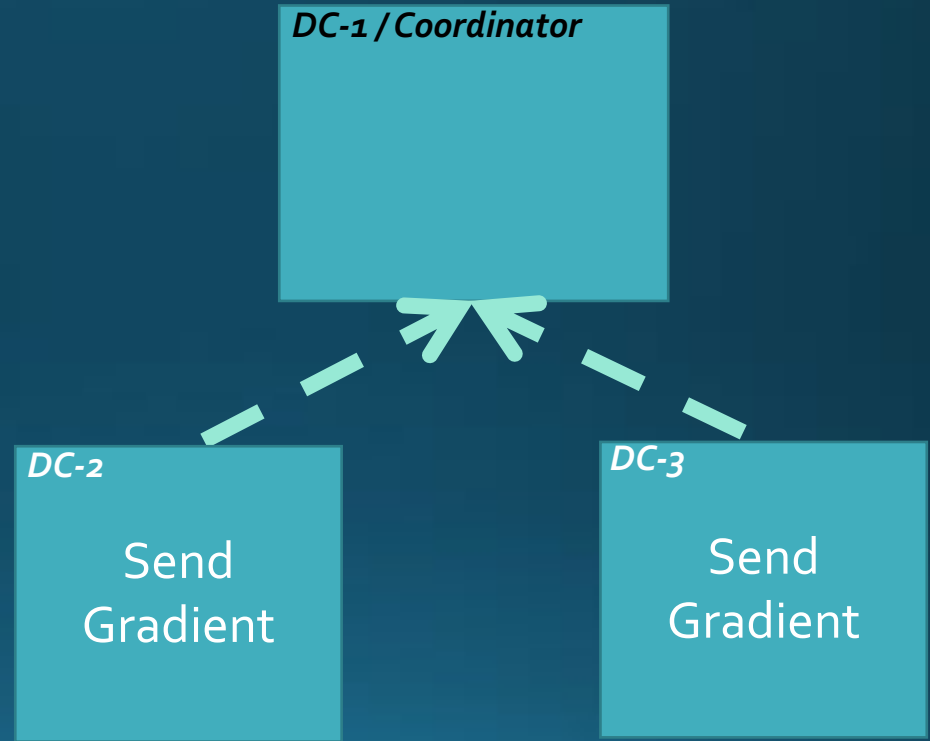 DC-1 / Coordinator
DC-2
Send
Gradient
DC-3
Send
Gradient